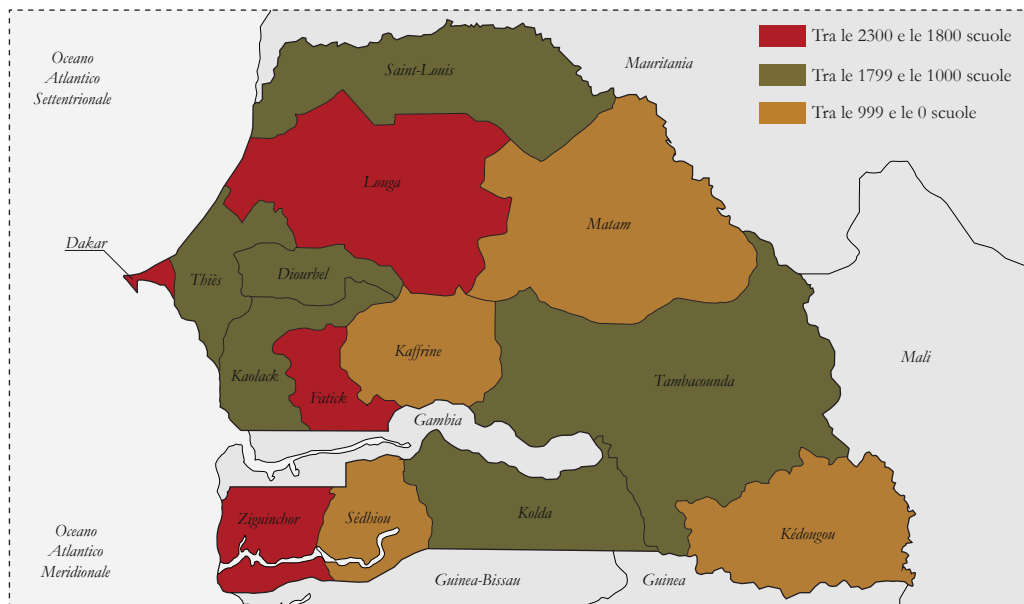 Oceano
Atlantico
Settentrionale
Saint-Louis
Mauritania
Tra le 2300 e le 1800 scuole
Tra le 1799 e le 1000 scuole
Tra le 999 e le 0 scuole
Louga
Matam
Dakar
Thiès
Diourbel
Kaffrine
Mali
Kaolack
Fatick
Tambacounda
Gambia
Ziguinchor
Sédhiou
Kolda
Kédougou
Oceano
Atlantico
Meridionale
Guinea-Bissau
Guinea